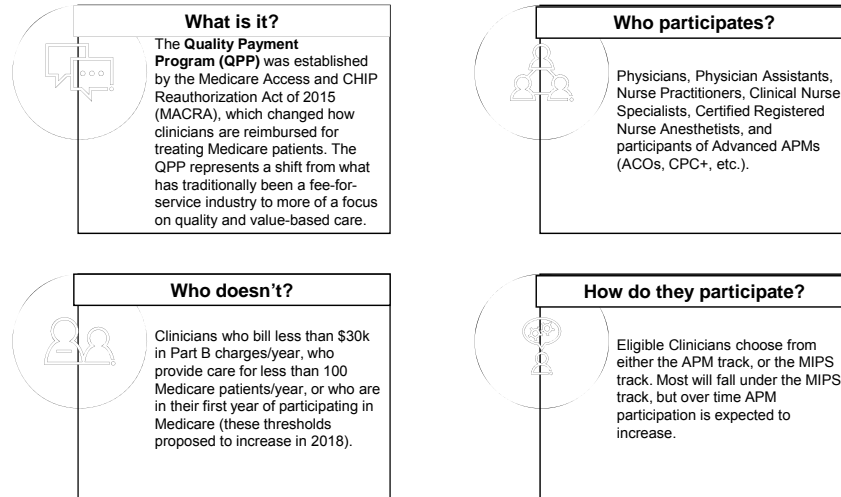 What is it?
The Quality Payment
Program (QPP) was established
by the Medicare Access and CHIP
Reauthorization Act of 2015
(MACRA), which changed how
clinicians are reimbursed for
treating Medicare patients. The
QPP represents a shift from what
has traditionally been a fee-for-
service industry to more of a focus
on quality and value-based care.
Who participates?
Physicians, Physician Assistants,
Nurse Practitioners, Clinical Nurse
Specialists, Certified Registered
Nurse Anesthetists, and
participants of Advanced APMs
(ACOs, CPC+, etc.).
Who doesn’t?
Clinicians who bill less than $30k
in Part B charges/year, who
provide care for less than 100
Medicare patients/year, or who are
in their first year of participating in
Medicare (these thresholds
proposed to increase in 2018).
How do they participate?
Eligible Clinicians choose from
either the APM track, or the MIPS
track. Most will fall under the MIPS
track, but over time APM
participation is expected to
increase.